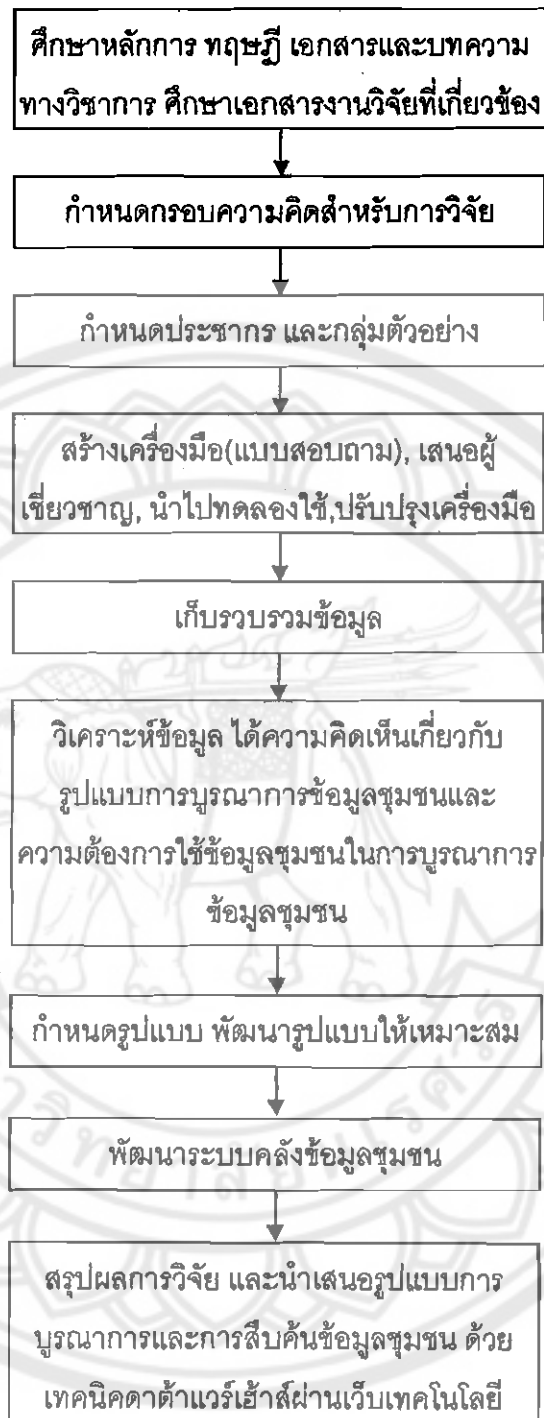 ศึกษาหลักการ ทฤษฎี เอกสารและบทความ
ทางวิชาการ ศึกษาเอกสารงานวิจัยที่เกี่ยวข้อง
กำหนดกรอบความคิดสำหรับการวิจัย
กำหนดประชากร และกลุ่มตัวอย่าง
สร้างเครื่องมือ(แบบสอบถาม), เสนอผู้
เชี่ยวชาญ, นำไปทดลองใช้,ปรับปรุงเครื่องมือ
เก็บรวบรวมข้อมูล
วิเคราะห์ข้อมูล ได้ความคิดเห็นเกี่ยวกับ
รูปแบบการบูรณาการข้อมูลชุมชนและ
ความต้องการใช้ข้อมูลชุมชนในการบูรณาการ
ข้อมูลชุมชน
กำหนดรูปแบบ พัฒนารูปแบบให้เหมาะสม
พัฒนาระบบคลังข้อมูลชุมชน
สรุปผลการวิจัย และนำเสนอรูปแบบการ
บูรณาการและการสืบค้นข้อมูลชุมชน ด้วย
เทคนิคดาต้าแวร์เฮ้าส์ผ่านเว็บเทคโนโลยี